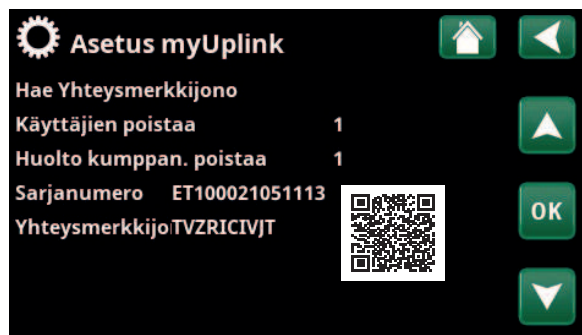 Asetus myUplink
Hae Yhteysmerkkijono
Käyttäjien poistaa 1
Huolto kumppan. poistaa 1
Sarjanumero ET100021051113
Yhteysmerkkijo TVZRICIVJT
OK